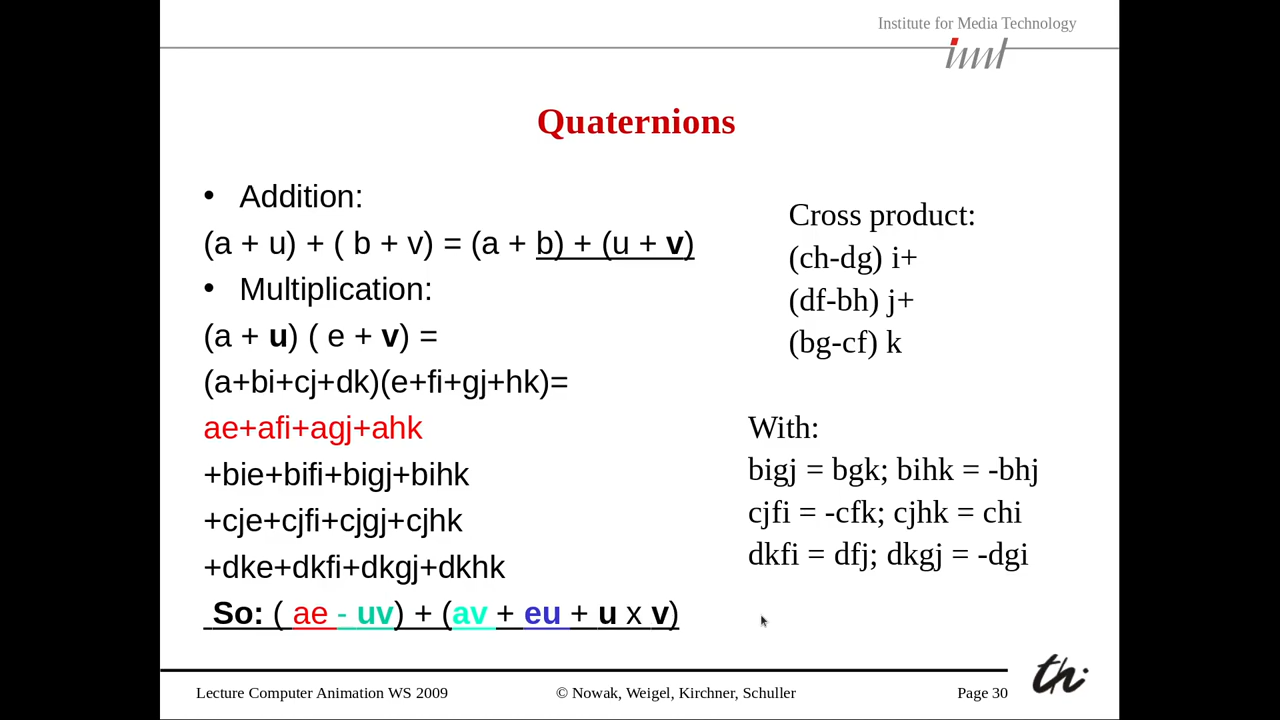 Institute for Media Technology
iml
Quaternions
• Addition:
(a + u) + ( b + v) = (a + b) + (u + v)
• Multiplication:
(a + u) ( e + v) =
(a+bi+cj+dk)(e+fi+gj+hk)=
ae+afi+agj+ahk
+bie+bifi+bigj+bihk
+cje+cjfi+cjgj+cjhk
+dke+dkfi+dkgj+dkhk
So: ( ae - uv) + (av + eu + u x v)
Cross product:
(ch-dg) i+
(df-bh) j+
(bg-cf) k
With:
bigj = bgk; bihk = -bhj
cjfi = -cfk; cjhk = chi
dkfi = dfj; dkgj = -dgi
th
Lecture Computer Animation WS 2009
© Nowak, Weigel, Kirchner, Schuller
Page 30